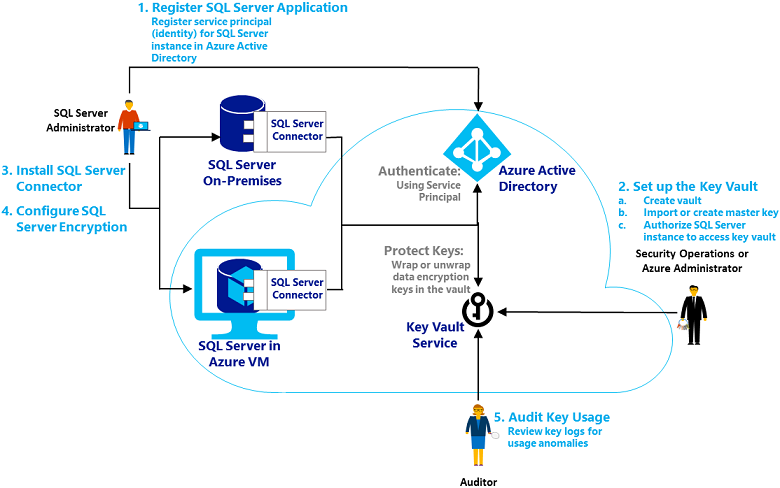 1. Register SQL Server Application
Register service principal
(identity) for SQL Server
instance in Azure Active
Directory
SQL Server
Administrator
SQL Server
Connector
SQL Server
On-Premises
3. Install SQL Server
Connector
4. Configure SQL
Server Encryption
Authenticate:
Using Service
Principal
Azure Active
Directory
2. Set up the Key Vault
a. Create vault
b. Import or create master key
c. Authorize SQL Server
instance to access key vault
Security Operations or
Azure Administrator
Protect Keys:
Wrap or unwrap
data encryption
keys in the vault
SQL Server
Connector
SQL Server in
Azure VM
Key Vault
Service
5. Audit Key Usage
Review key logs for
usage anomalies
Auditor